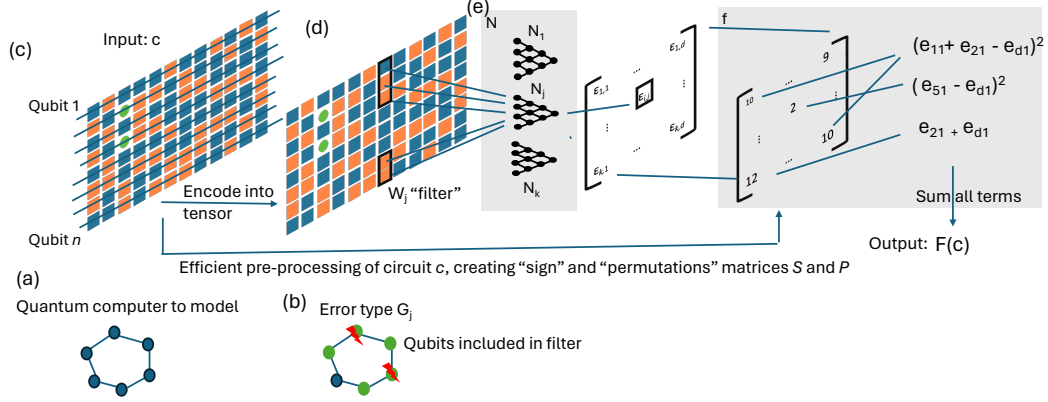 (c)
Input: c
(d)
(e)
N
f
Qubit 1
Qubit n
Encode into
tensor
Wj “filter”
N1
Nj
Nk
ε1,1
...
ε1,d
⋮
εi,j
⋮
εk,1
...
εk,d
9
10
...
2
⋮
10
12
...
(e11+ e21 - ed1)2
(e51 - ed1)2
e21 + ed1
Sum all terms
Output: F(c)
Efficient pre-processing of circuit c, creating “sign” and “permutations” matrices S and P
(a)
Quantum computer to model
(b)
Error type Gj
Qubits included in filter